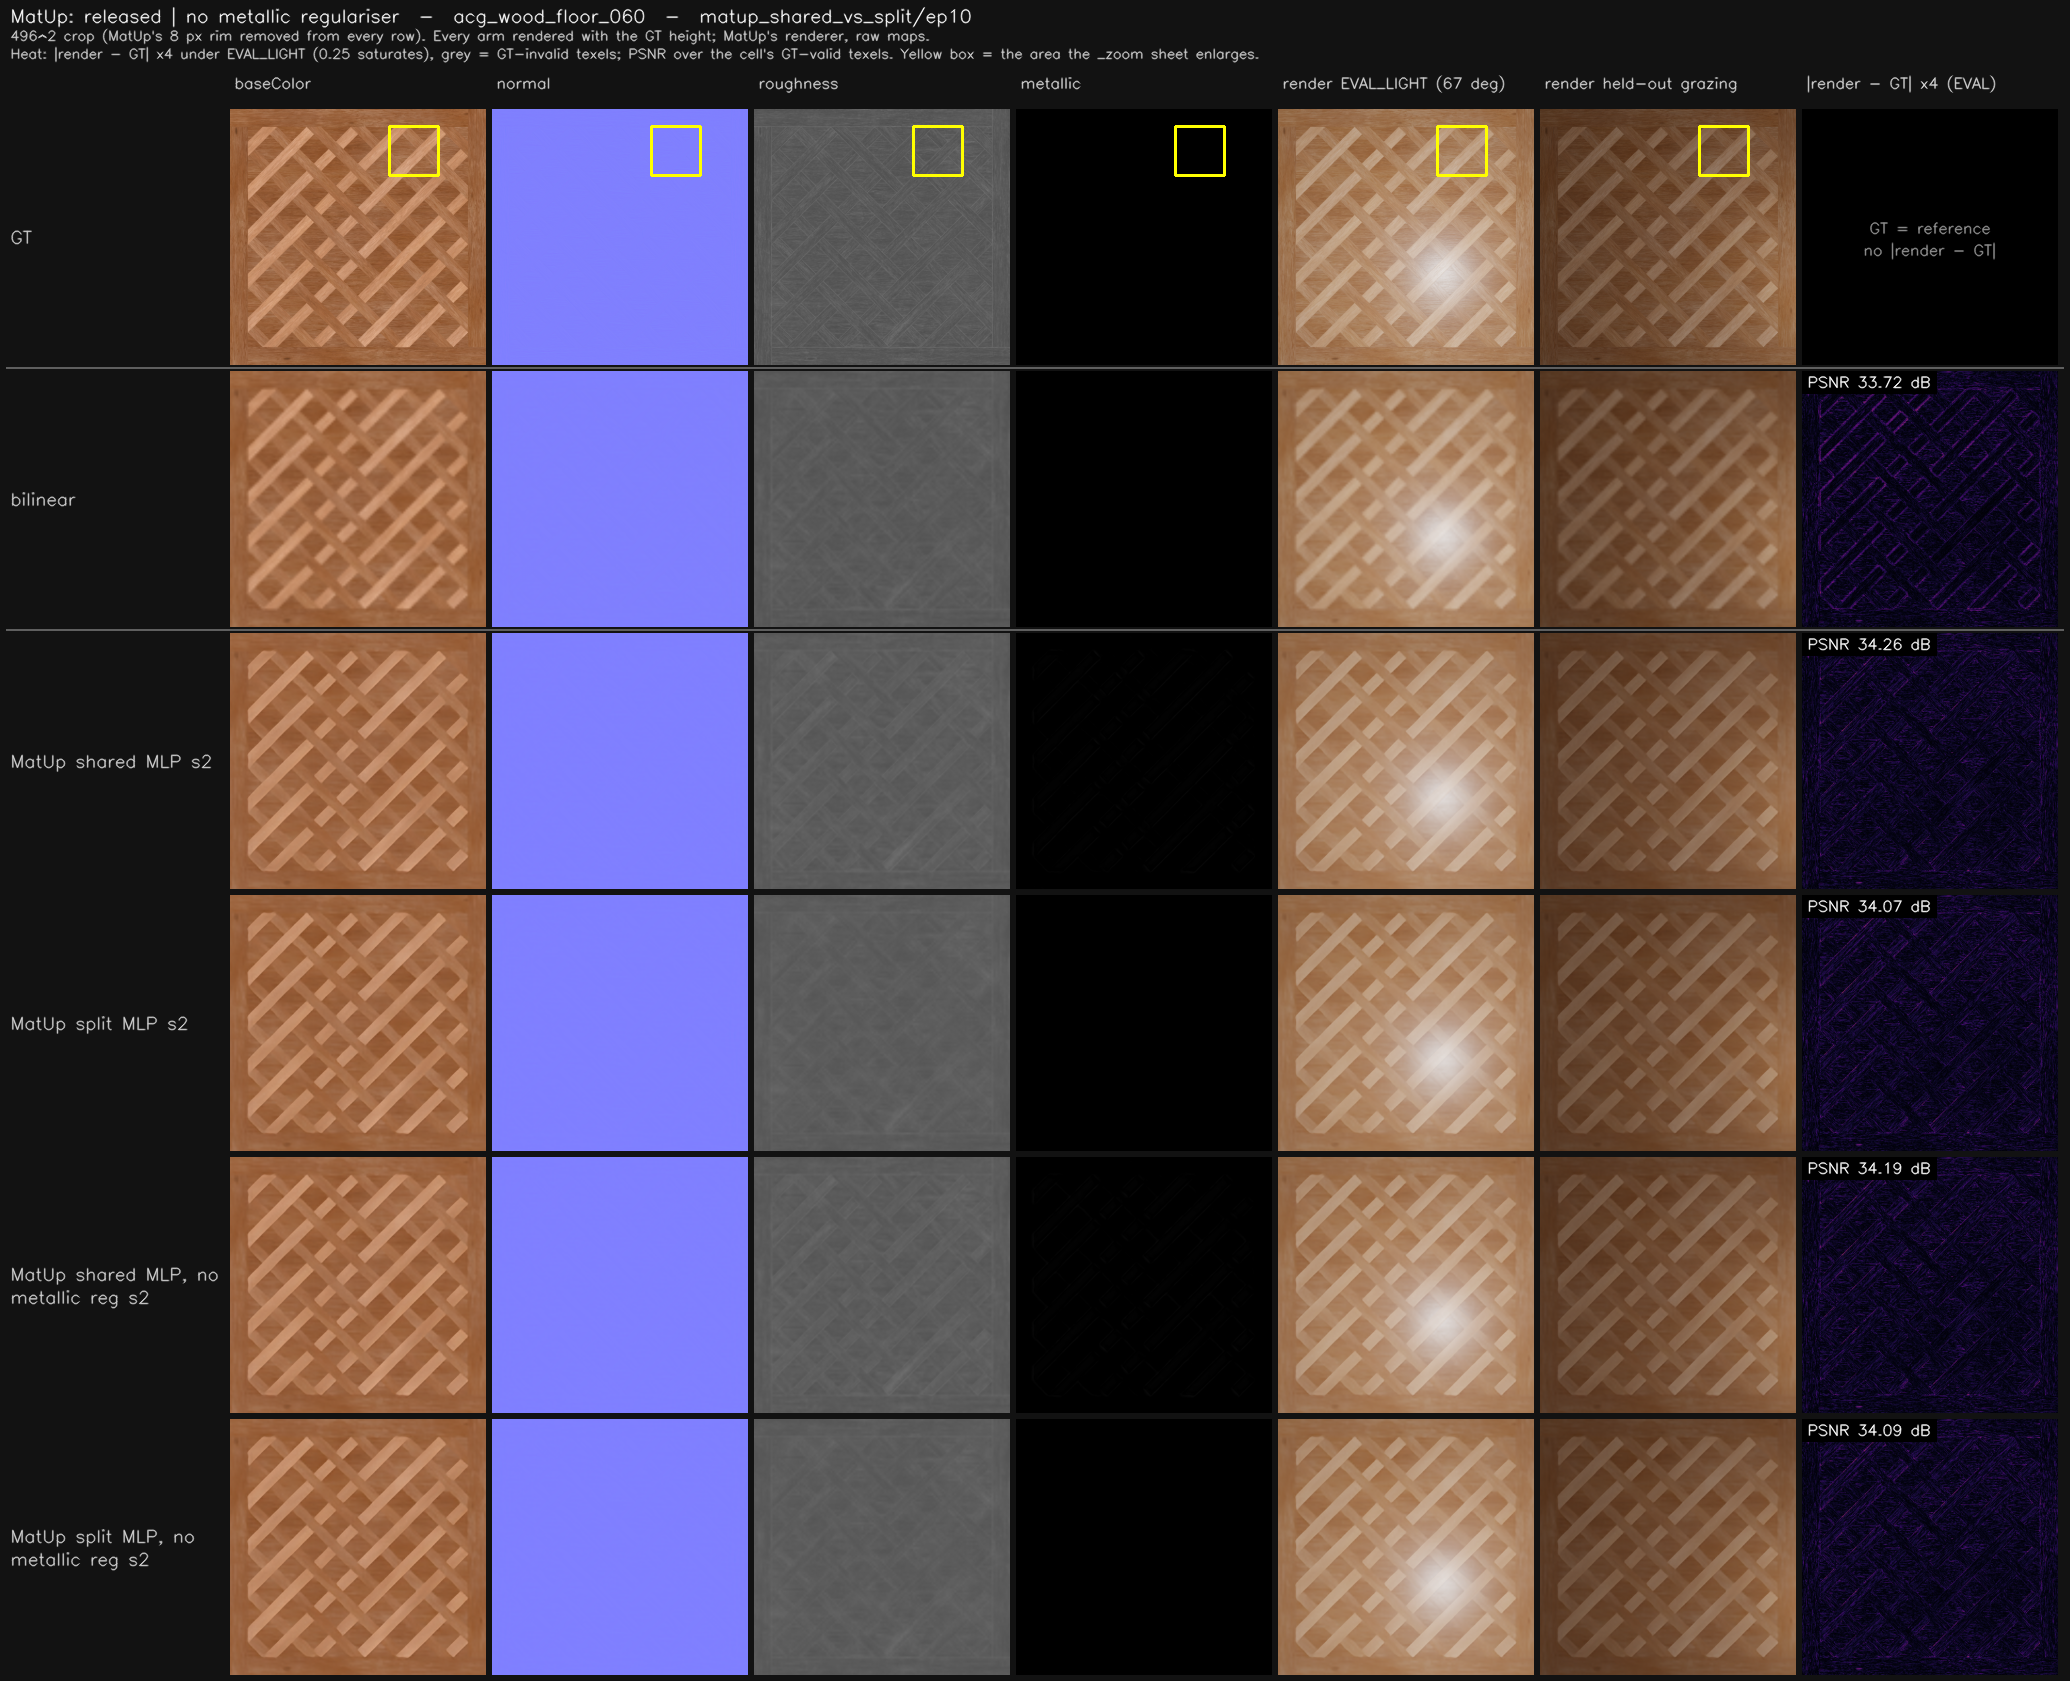 MatUp: released | no metallic regulariser – acg_wood_floor_060 – matup_shared_vs_split/ep10
496^2 crop (MatUp's 8 px rim removed from every row). Every arm rendered with the GT height; MatUp's renderer, raw maps.
Heat: |render – GT| x4 under EVAL_LIGHT (0.25 saturates), grey = GT-invalid texels; PSNR over the cell's GT-valid texels. Yellow box = the area the _zoom sheet enlarges.
baseColor normal roughness metallic render EVAL_LIGHT (67 deg) render held-out grazing |render – GT| x4 (EVAL)
GT
GT = reference
no |render – GT|
bilinear
PSNR 33.72 dB
MatUp shared MLP s2
PSNR 34.26 dB
MatUp split MLP s2
PSNR 34.07 dB
MatUp shared MLP, no
metallic reg s2
PSNR 34.19 dB
MatUp split MLP, no
metallic reg s2
PSNR 34.09 dB